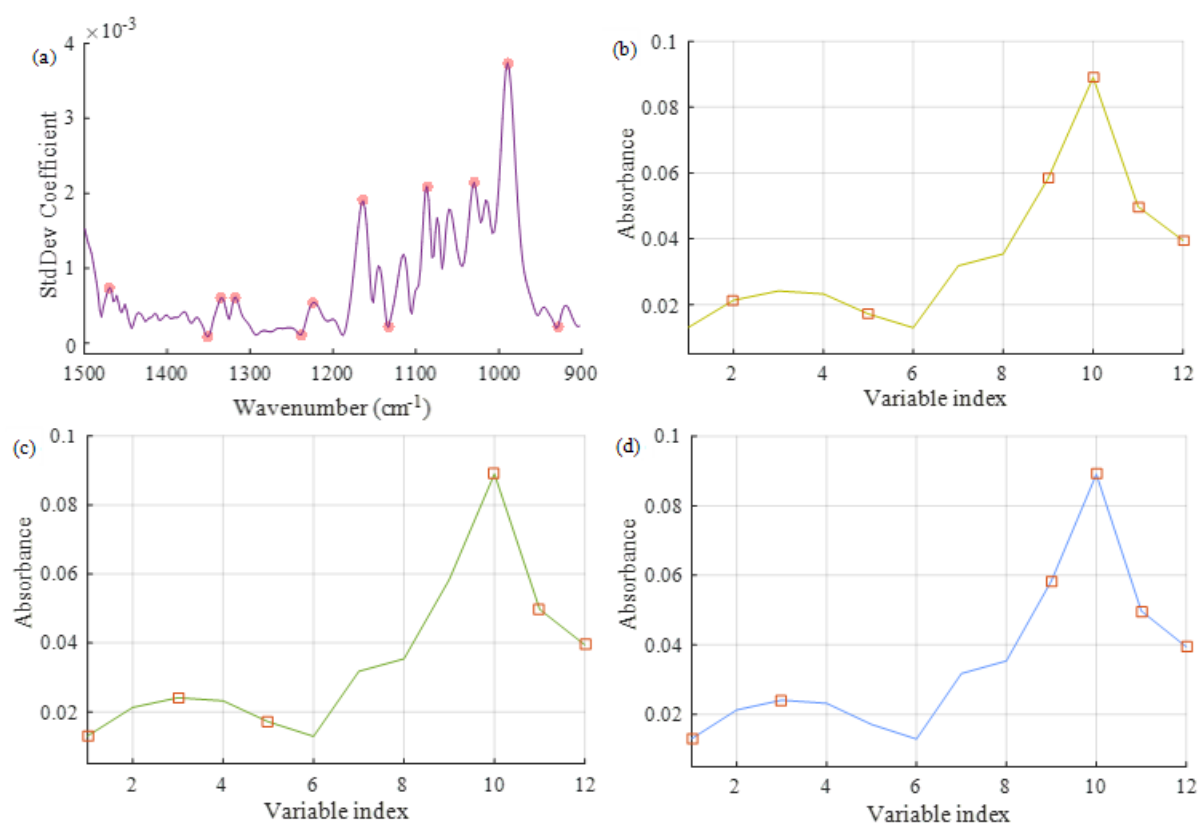 (a)
×10-3
4
3
2
1
0
StdDev Coefficient
1500 1400 1300 1200 1100 1000 900
Wavenumber (cm-1)
(b)
0.1
0.08
0.06
0.04
0.02
Absorbance
2 4 6 8 10 12
Variable index
(c)
0.1
0.08
0.06
0.04
0.02
Absorbance
2 4 6 8 10 12
Variable index
(d)
0.1
0.08
0.06
0.04
0.02
Absorbance
2 4 6 8 10 12
Variable index